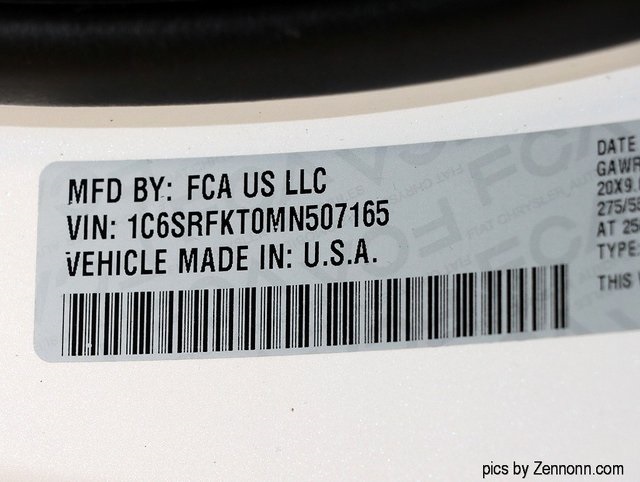 MFD BY: FCA US LLC
VIN: 1C6SRFKT0MN507165
VEHICLE MADE IN: U.S.A.
DATE
GAWR
20X9.
275/5
AT 25
TYPE:
THIS
pics by Zennonn.com